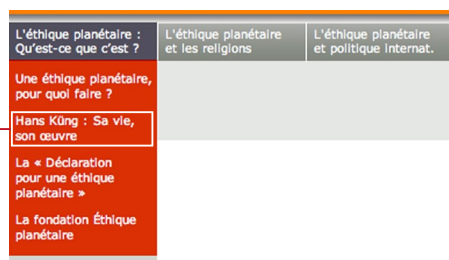 L'éthique planétaire :
Qu'est-ce que c'est ?
L'éthique planétaire
et les religions
L'éthique planétaire
et politique internat.
Une éthique planétaire,
pour quoi faire ?
Hans Küng : Sa vie,
son œuvre
La « Déclaration
pour une éthique
planétaire »
La fondation Éthique
planétaire